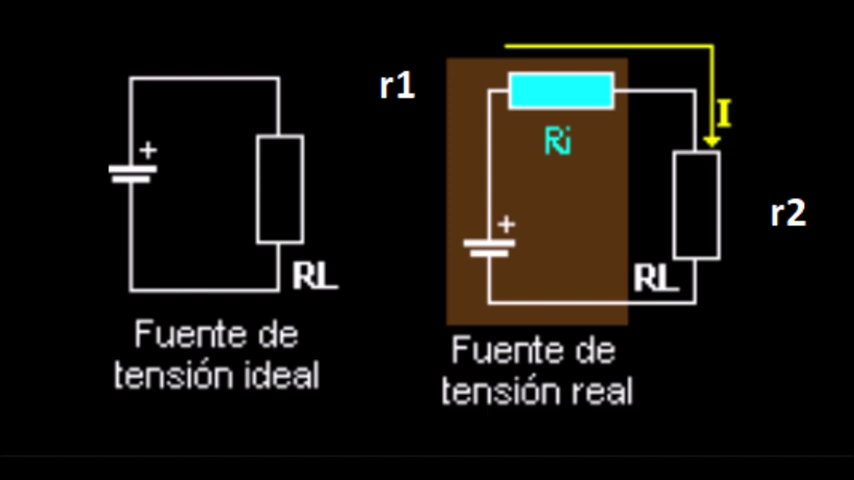 r1
I
Ri
+
+
r2
RL
RL
Fuente de
tensión ideal
Fuente de
tensión real